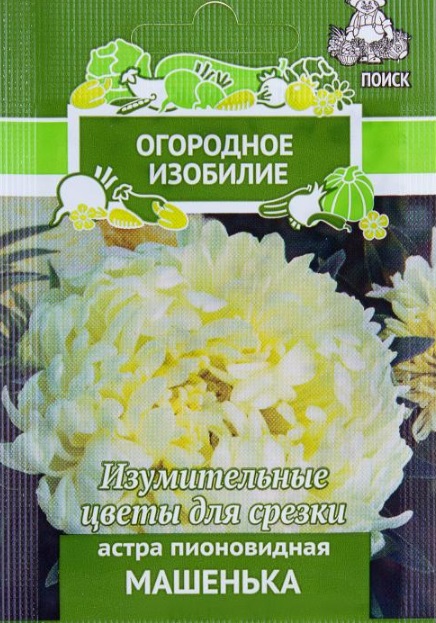 ПОИСК
ОГОРОДНОЕ
ИЗОБИЛИЕ
Изумительные
цветы для срезки
астра пионовидная
МАШЕНЬКА